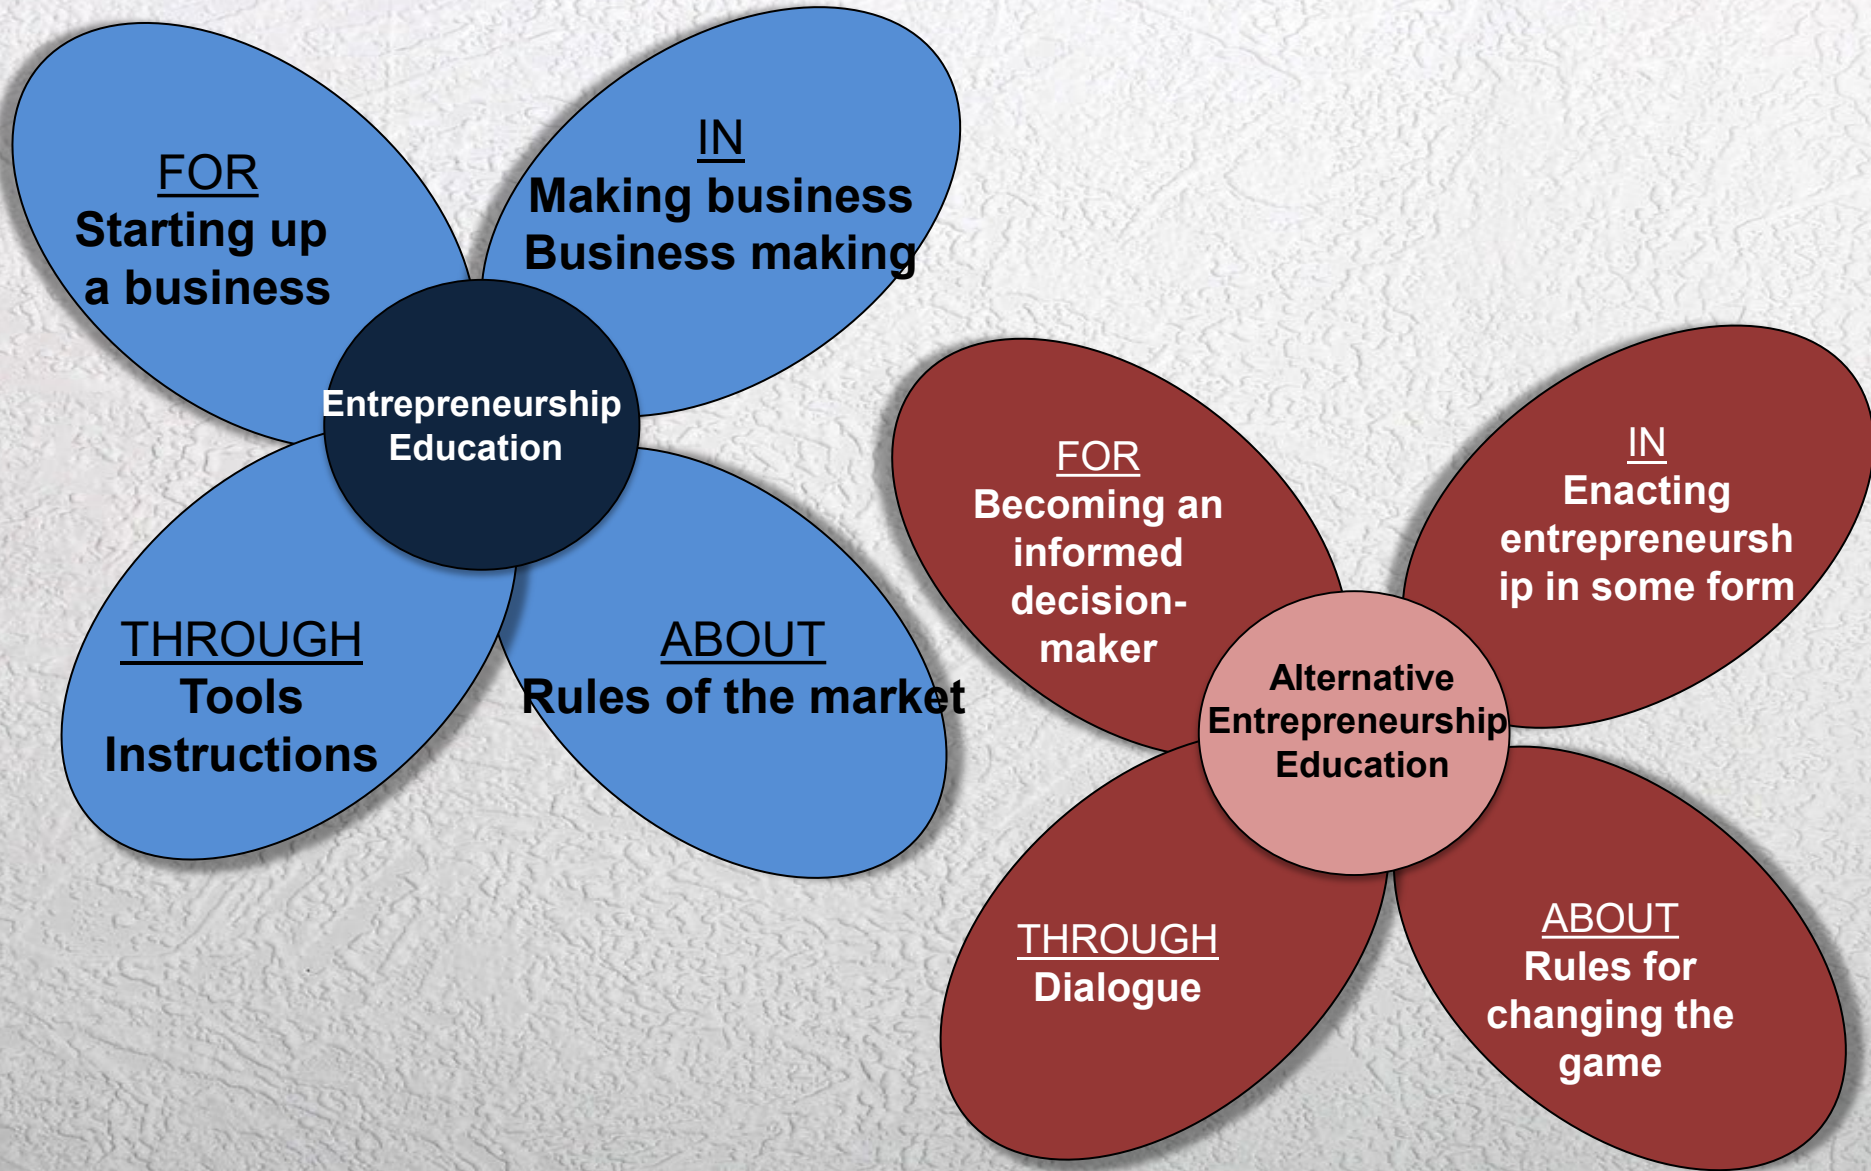 FOR
Starting up
a business
IN
Making business
Business making
Entrepreneurship
Education
THROUGH
Tools
Instructions
ABOUT
Rules of the market
FOR
Becoming an
informed
decision-
maker
IN
Enacting
entrepreneursh
ip in some form
Alternative
Entrepreneurship
Education
THROUGH
Dialogue
ABOUT
Rules for
changing the
game